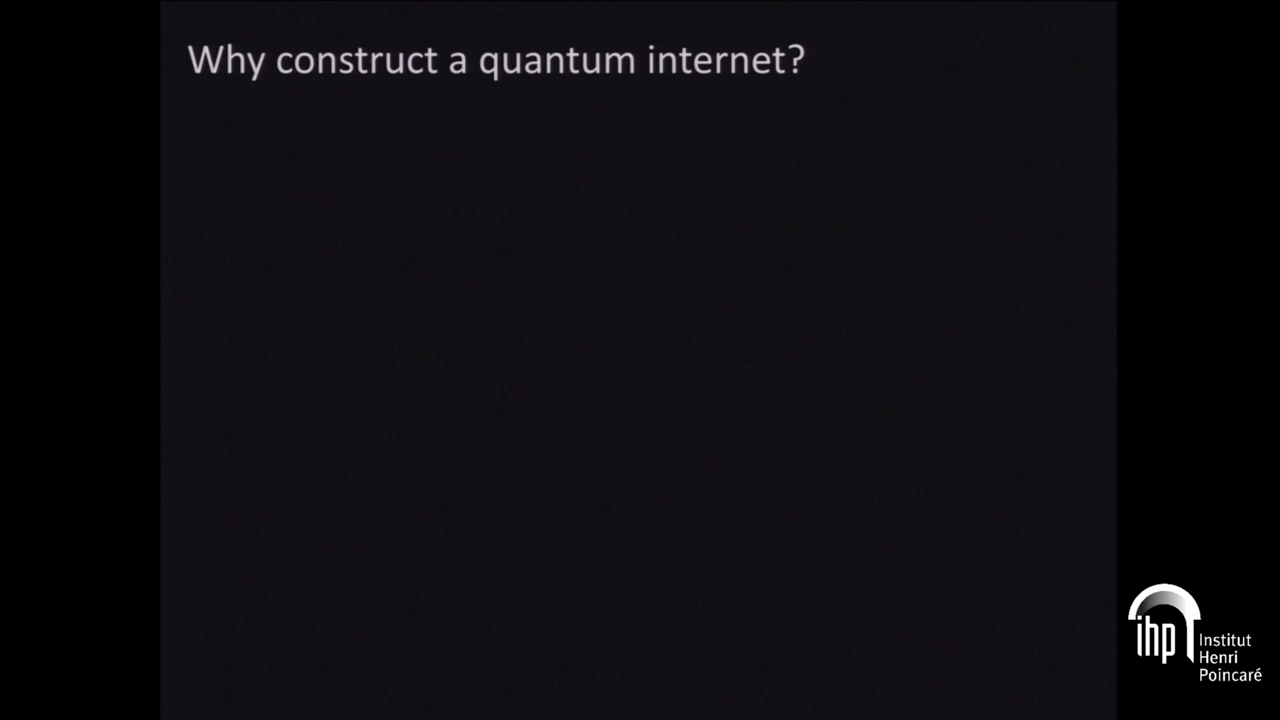 Why construct a quantum internet?
ihp
Institut
Henri
Poincaré